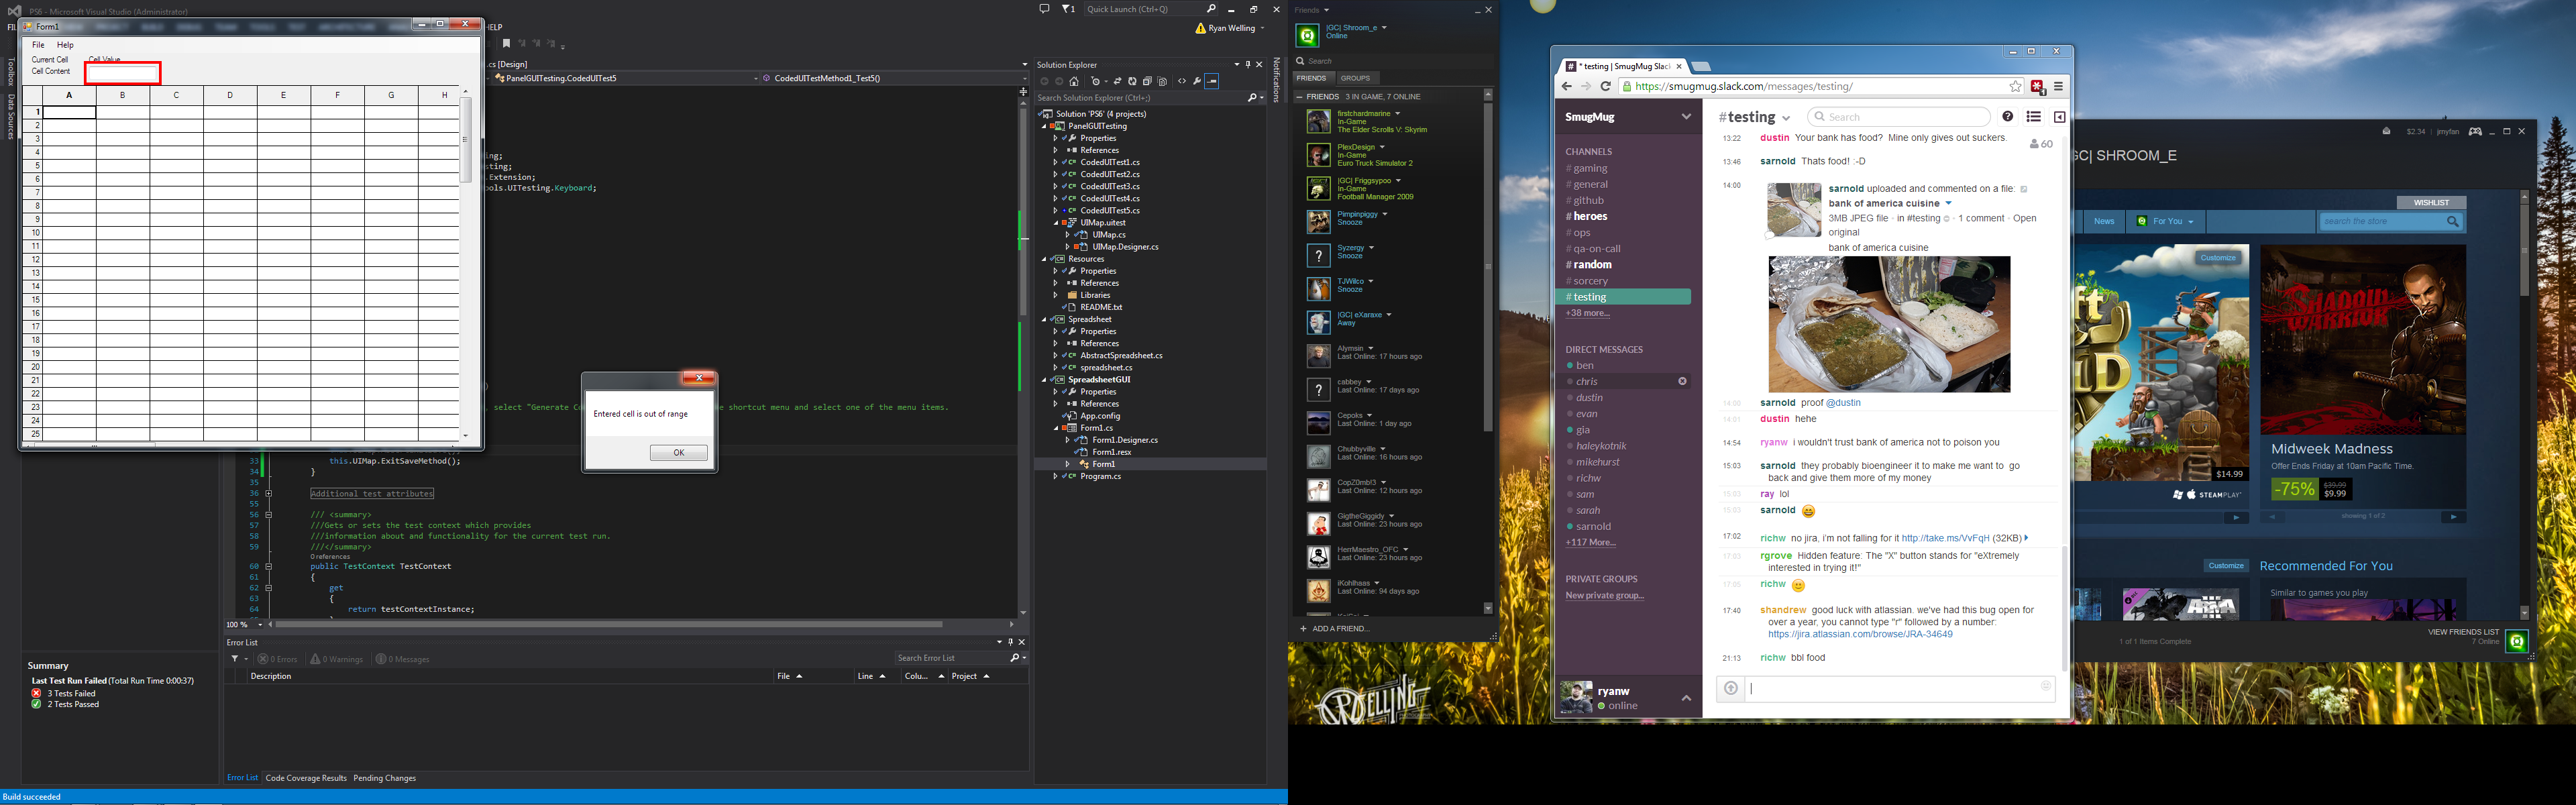 PS6 - Microsoft Visual Studio (Administrator)
Quick Launch (Ctrl+Q)
HELP
Ryan Welling
Form1
File Help
Current Cell Cell Value
Cell Content
A B C D E F G H
1
2
3
4
5
6
7
8
9
10
11
12
13
14
15
16
17
18
19
20
21
22
23
24
25
Toolbox
Data Sources
.cs [Design]
PanelGUITesting.CodedUITest5
CodedUITestMethod1_Test5()
ting;
sting;
.Extension;
ools.UITesting.Keyboard;
, select "Generate Co
e shortcut menu and select one of the menu items.
Entered cell is out of range
OK
33 this.UIMap.ExitSaveMethod();
34 }
35
36 Additional test attributes
55
56 /// <summary>
57 ///Gets or sets the test context which provides
58 ///information about and functionality for the current test run.
59 ///</summary>
0 references
60 public TestContext TestContext
61 {
62 get
63 {
64 return testContextInstance;
100 %
Error List
0 Errors 0 Warnings 0 Messages
Search Error List
Description File Line Colu... Project
Error List Code Coverage Results Pending Changes
Summary
Last Test Run Failed (Total Run Time 0:00:37)
3 Tests Failed
2 Tests Passed
Build succeeded
Solution Explorer
Search Solution Explorer (Ctrl+;)
Solution 'PS6' (4 projects)
PanelGUITesting
Properties
References
CodedUITest1.cs
CodedUITest2.cs
CodedUITest3.cs
CodedUITest4.cs
CodedUITest5.cs
UIMap.uitest
UIMap.cs
UIMap.Designer.cs
Resources
Properties
References
Libraries
README.txt
Spreadsheet
Properties
References
AbstractSpreadsheet.cs
spreadsheet.cs
SpreadsheetGUI
Properties
References
App.config
Form1.cs
Form1.Designer.cs
Form1.resx
Form1
Program.cs
Notifications
Friends
|GC| Shroom_e
Online
Search
FRIENDS GROUPS
FRIENDS 3 IN GAME, 7 ONLINE
firstchardmarine
In-Game
The Elder Scrolls V: Skyrim
PlexDesign
In-Game
Euro Truck Simulator 2
|GC| Friggsypoo
In-Game
Football Manager 2009
Pimpinpiggy
Snooze
Syzergy
Snooze
TJWilco
Snooze
|GC| eXaraxe
Away
Alymsin
Last Online: 17 hours ago
cabbey
Last Online: 17 days ago
Cepoks
Last Online: 1 day ago
Chubbyville
Last Online: 16 hours ago
CopZ0mb!3
Last Online: 12 hours ago
GigtheGiggidy
Last Online: 23 hours ago
HerrMaestro_OFC
Last Online: 23 hours ago
iKohlhaas
Last Online: 94 days ago
+ ADD A FRIEND...
* testing | SmugMug Slac
https://smugmug.slack.com/messages/testing/
SmugMug
CHANNELS
# gaming
# general
# github
# heroes
# ops
# qa-on-call
# random
# sorcery
# testing
+38 more...
DIRECT MESSAGES
ben
chris
dustin
evan
gia
haleykotnik
mikehurst
richw
sam
sarah
sarnold
+117 More...
PRIVATE GROUPS
New private group...
ryanw
online
#testing
Search
60
13:22 dustin Your bank has food? Mine only gives out suckers.
13:46 sarnold Thats food! :-D
14:00 sarnold uploaded and commented on a file:
bank of america cuisine
3MB JPEG file · in #testing · 1 comment · Open
original
bank of america cuisine
14:00 sarnold proof @dustin
14:01 dustin hehe
14:54 ryanw i wouldn't trust bank of america not to poison you
15:03 sarnold they probably bioengineer it to make me want to go
back and give them more of my money
15:03 ray lol
15:03 sarnold
17:02 richw no jira, i'm not falling for it http://take.ms/VvFqH (32KB)
17:03 rgrove Hidden feature: The "X" button stands for "eXtremely
interested in trying it!"
17:05 richw
17:40 shandrew good luck with atlassian. we've had this bug open for
over a year, you cannot type "r" followed by a number:
https://jira.atlassian.com/browse/JRA-34649
21:13 richw bbl food
$2.34 | jmyfan
GC| SHROOM_E
WISHLIST
News For You
search the store
Customize
$14.99
STEAMPLAY
SHADOW
WARRIOR
Midweek Madness
Offer Ends Friday at 10am Pacific Time.
-75% $39.99
$9.99
showing 1 of 2
Customize
Recommended For You
Similar to games you play
1 of 1 Items Complete
VIEW FRIENDS LIST
7 Online